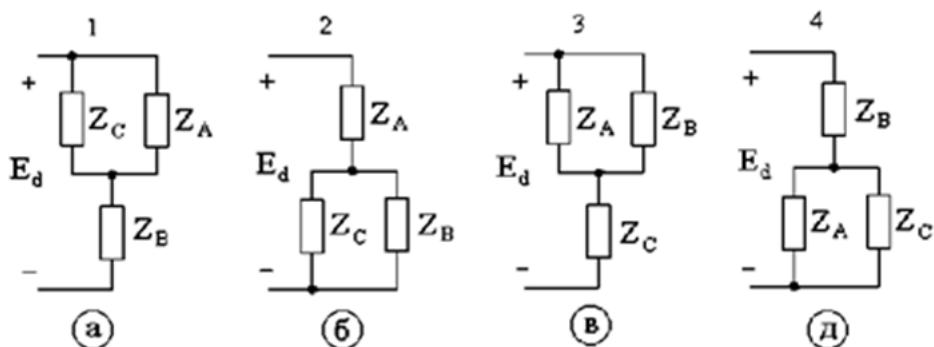 1 2 3 4
+ + + +
Z_C Z_A Z_A Z_A Z_B Z_B
E_d E_d E_d E_d
Z_B Z_C Z_B Z_C Z_A Z_C
− − − −
а б в д